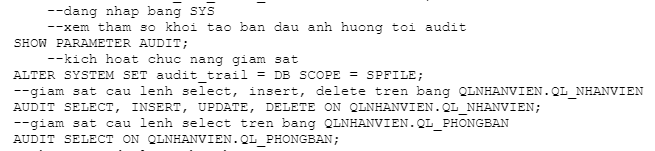 --dang nhap bang SYS
--xem tham so khoi tao ban dau anh huong toi audit
SHOW PARAMETER AUDIT;
--kich hoat chuc nang giam sat
ALTER SYSTEM SET audit_trail = DB SCOPE = SPFILE;
--giam sat cau lenh select, insert, delete tren bang QLNHANVIEN.QL_NHANVIEN
AUDIT SELECT, INSERT, UPDATE, DELETE ON QLNHANVIEN.QL_NHANVIEN;
--giam sat cau lenh select tren bang QLNHANVIEN.QL_PHONGBAN
AUDIT SELECT ON QLNHANVIEN.QL_PHONGBAN;